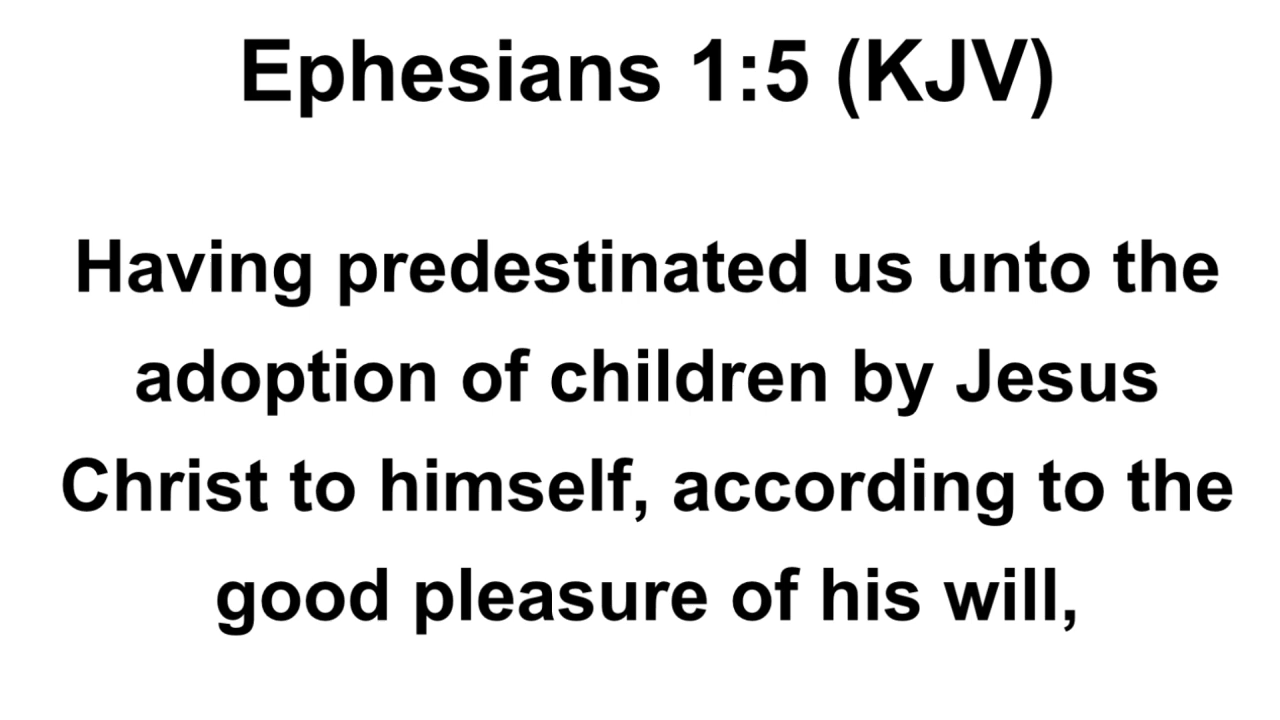 Ephesians 1:5 (KJV)
Having predestinated us unto the
adoption of children by Jesus
Christ to himself, according to the
good pleasure of his will,